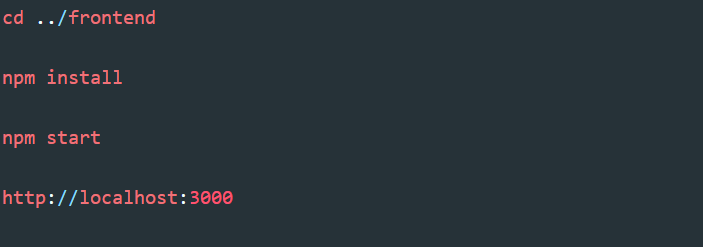 cd ../frontend
npm install
npm start
http://localhost:3000